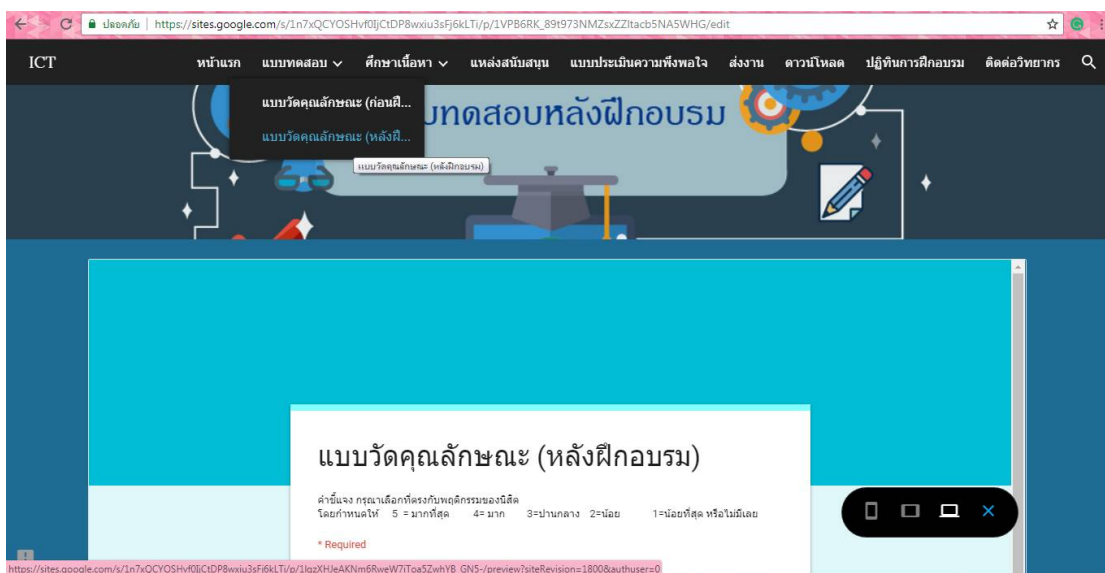 ปลอดภัย | https://sites.google.com/s/1n7xQCYOSHvf0IjCtDP8wxiu3sFj6kLTi/p/1VPB6RK_89t973NMZsxZZItacb5NA5WHG/edit
ICT หน้าแรก แบบทดสอบ ศึกษาเนื้อหา แหล่งสนับสนุน แบบประเมินความพึงพอใจ ส่งงาน ดาวน์โหลด ปฏิทินการฝึกอบรม ติดต่อวิทยากร
แบบวัดคุณลักษณะ (ก่อนฝึ...
บทดสอบหลังฝึกอบรม
แบบวัดคุณลักษณะ (หลังฝึ...
แบบวัดคุณลักษณะ (หลังฝึกอบรม)
แบบวัดคุณลักษณะ (หลังฝึกอบรม)
คำชี้แจง กรุณาเลือกที่ตรงกับพฤติกรรมของนิสิต
โดยกำหนดให้ 5 = มากที่สุด 4= มาก 3=ปานกลาง 2=น้อย 1=น้อยที่สุด หรือไม่มีเลย
* Required
https://sites.google.com/s/1n7xQCYOSHvf0IjCtDP8wxiu3sFj6kLTi/p/1JgzXHJeAKNm6RweW7iToa5ZwhYB_GN5-/preview?siteRevision=1800&authuser=0